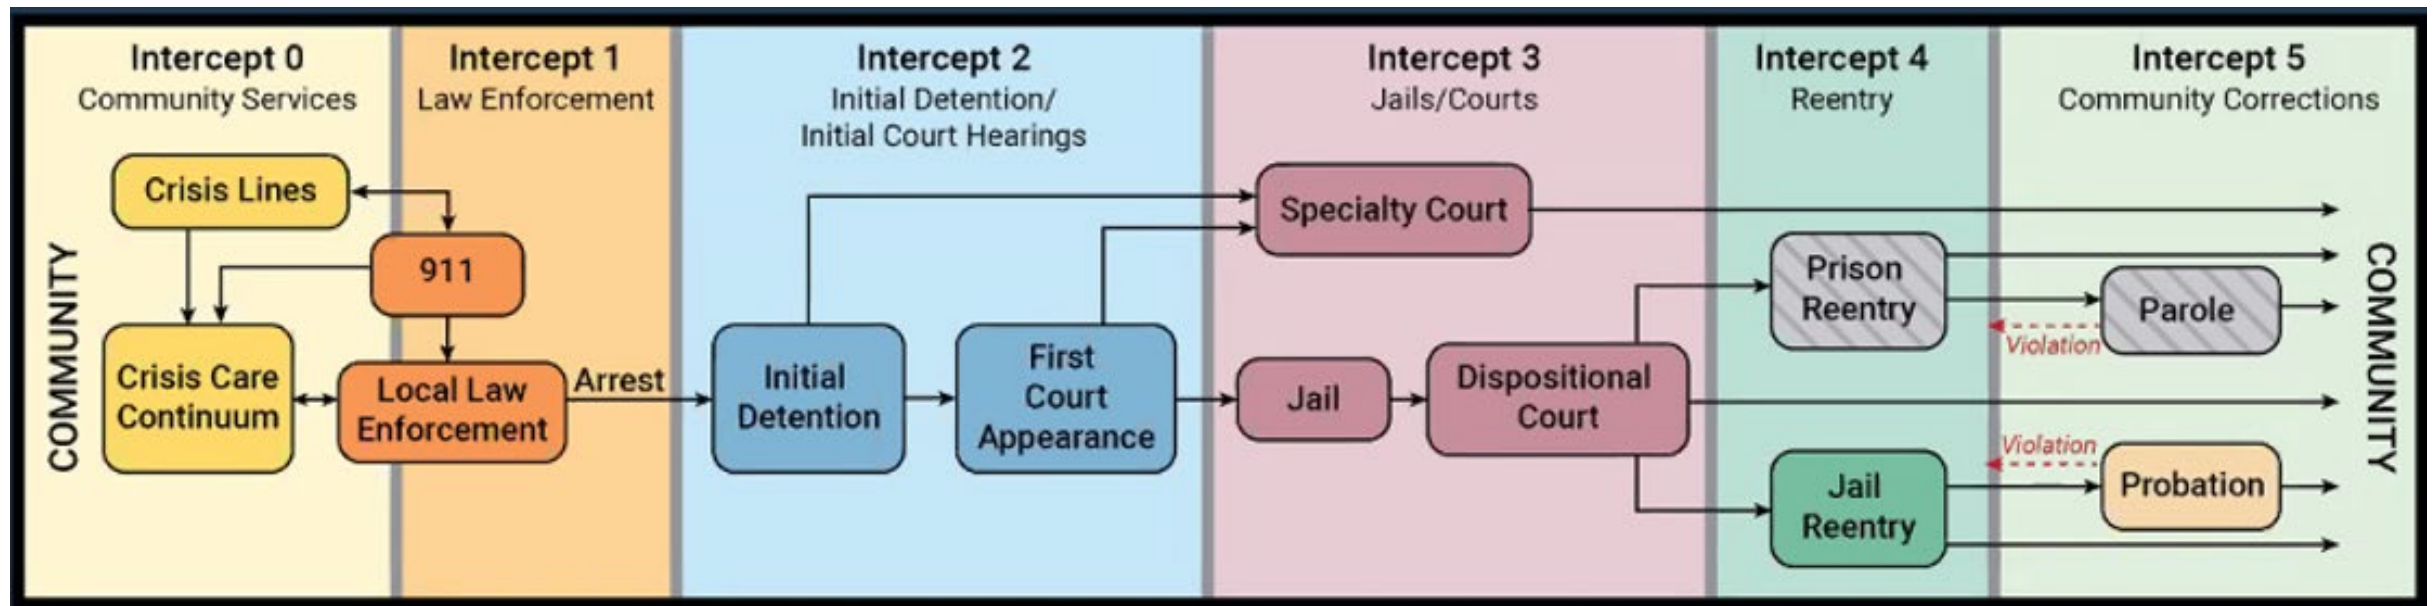 Intercept 0
Community Services
Intercept 1
Law Enforcement
Intercept 2
Initial Detention/
Initial Court Hearings
Intercept 3
Jails/Courts
Intercept 4
Reentry
Intercept 5
Community Corrections
COMMUNITY
Crisis Lines
911
Crisis Care
Continuum
Local Law
Enforcement
Arrest
Initial
Detention
First
Court
Appearance
Specialty Court
Jail
Dispositional
Court
Prison
Reentry
Jail
Reentry
Parole
Violation
Violation
Probation
COMMUNITY